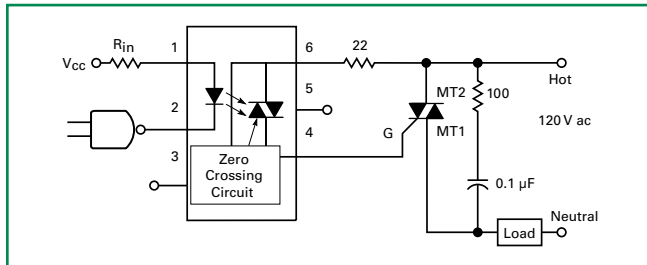 Vcc
Rin
1
6
22
Hot
5
MT2
100
2
120 V ac
4
G
MT1
3
Zero
Crossing
Circuit
0.1 µF
Neutral
Load